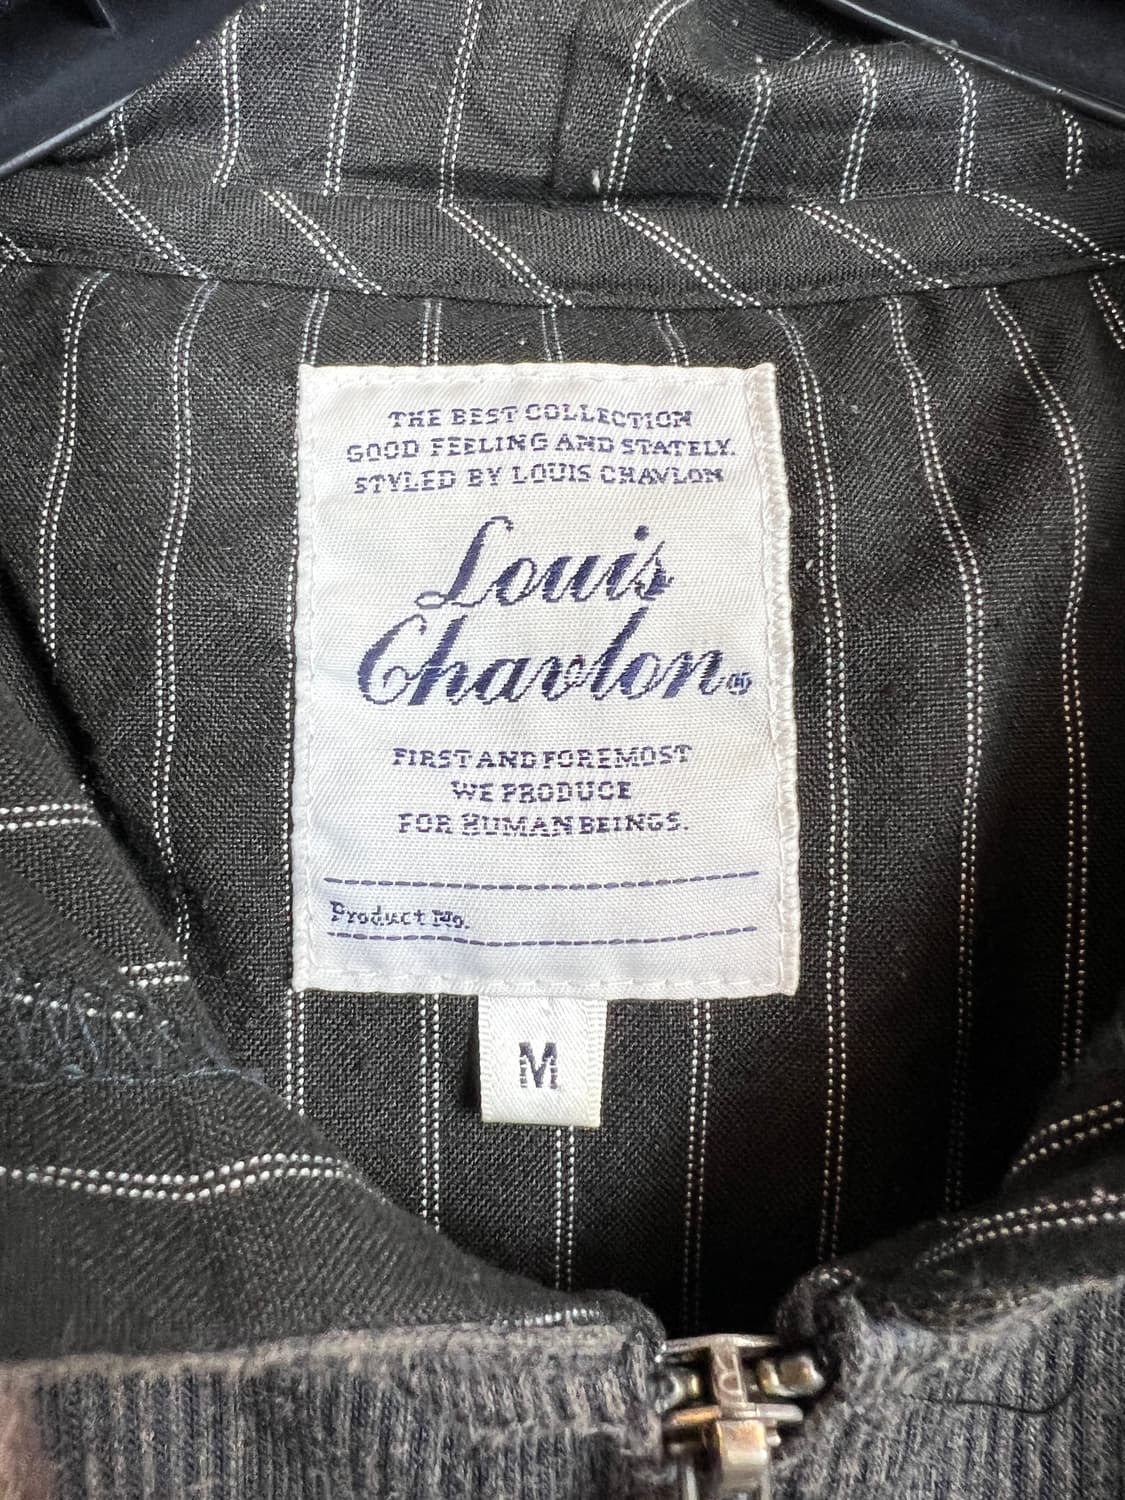 THE BEST COLLECTION
GOOD FEELING AND STATELY.
STYLED BY LOUIS CHAVLON
Louis
Chavlon®
FIRST AND FOREMOST
WE PRODUCE
FOR HUMAN BEINGS.
Product No.
M